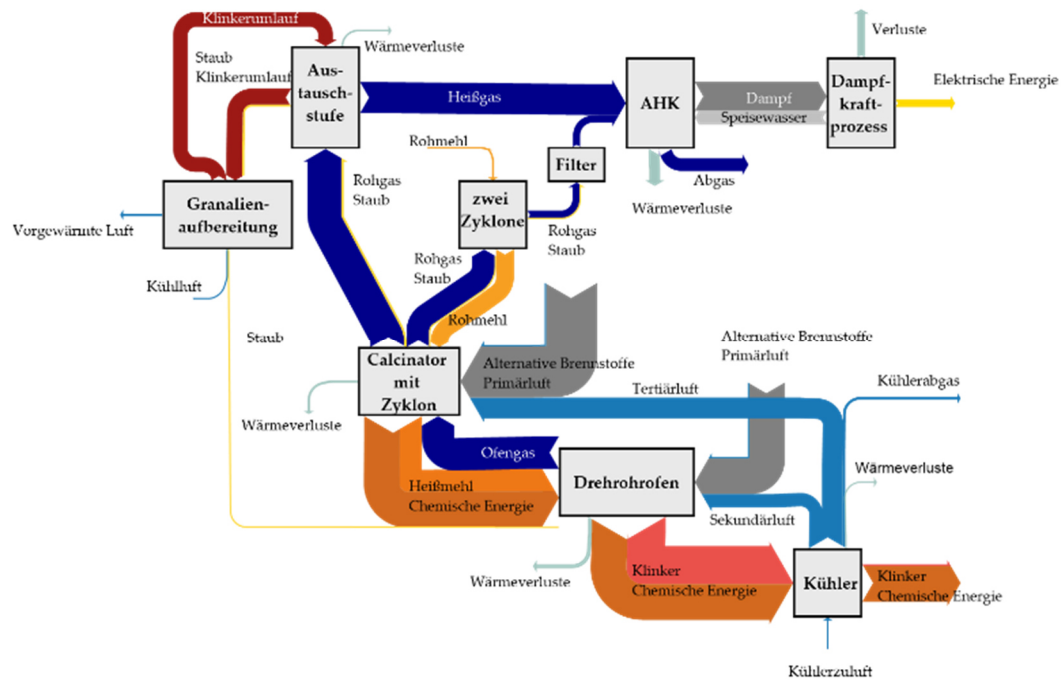 Klinkerumlauf
Staub
Klinkerumlauf
Aus-
tausch-
stufe
Wärmeverluste
Heißgas
AHK
Dampf
Speisewasser
Dampf-
kraft-
prozess
Verluste
Elektrische Energie
Rohmehl
Filter
Abgas
Wärmeverluste
Granalien-
aufbereitung
Vorgewärmte Luft
Kühlluft
Rohgas
Staub
zwei
Zyklone
Rohgas
Staub
Rohgas
Staub
Rohmehl
Staub
Calcinator
mit
Zyklon
Alternative Brennstoffe
Primärluft
Alternative Brennstoffe
Primärluft
Tertiärluft
Kühlerabgas
Wärmeverluste
Ofengas
Drehrohrofen
Wärmeverluste
Heißmehl
Chemische Energie
Sekundärluft
Wärmeverluste
Klinker
Chemische Energie
Kühler
Klinker
Chemische Energie
Kühlerzuluft